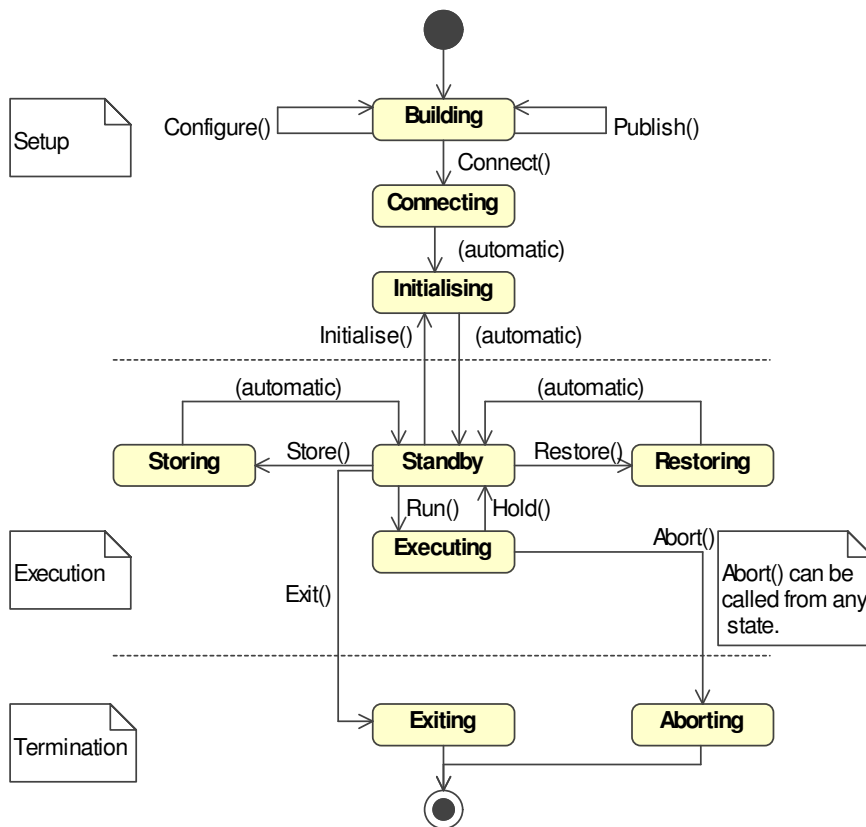 Building
Configure()
Publish()
Setup
Connect()
Connecting
(automatic)
Initialising
Initialise()
(automatic)
(automatic)
(automatic)
Storing
Store()
Standby
Restore()
Restoring
Run()
Hold()
Executing
Abort()
Execution
Abort() can be
called from any
state.
Exit()
Exiting
Aborting
Termination